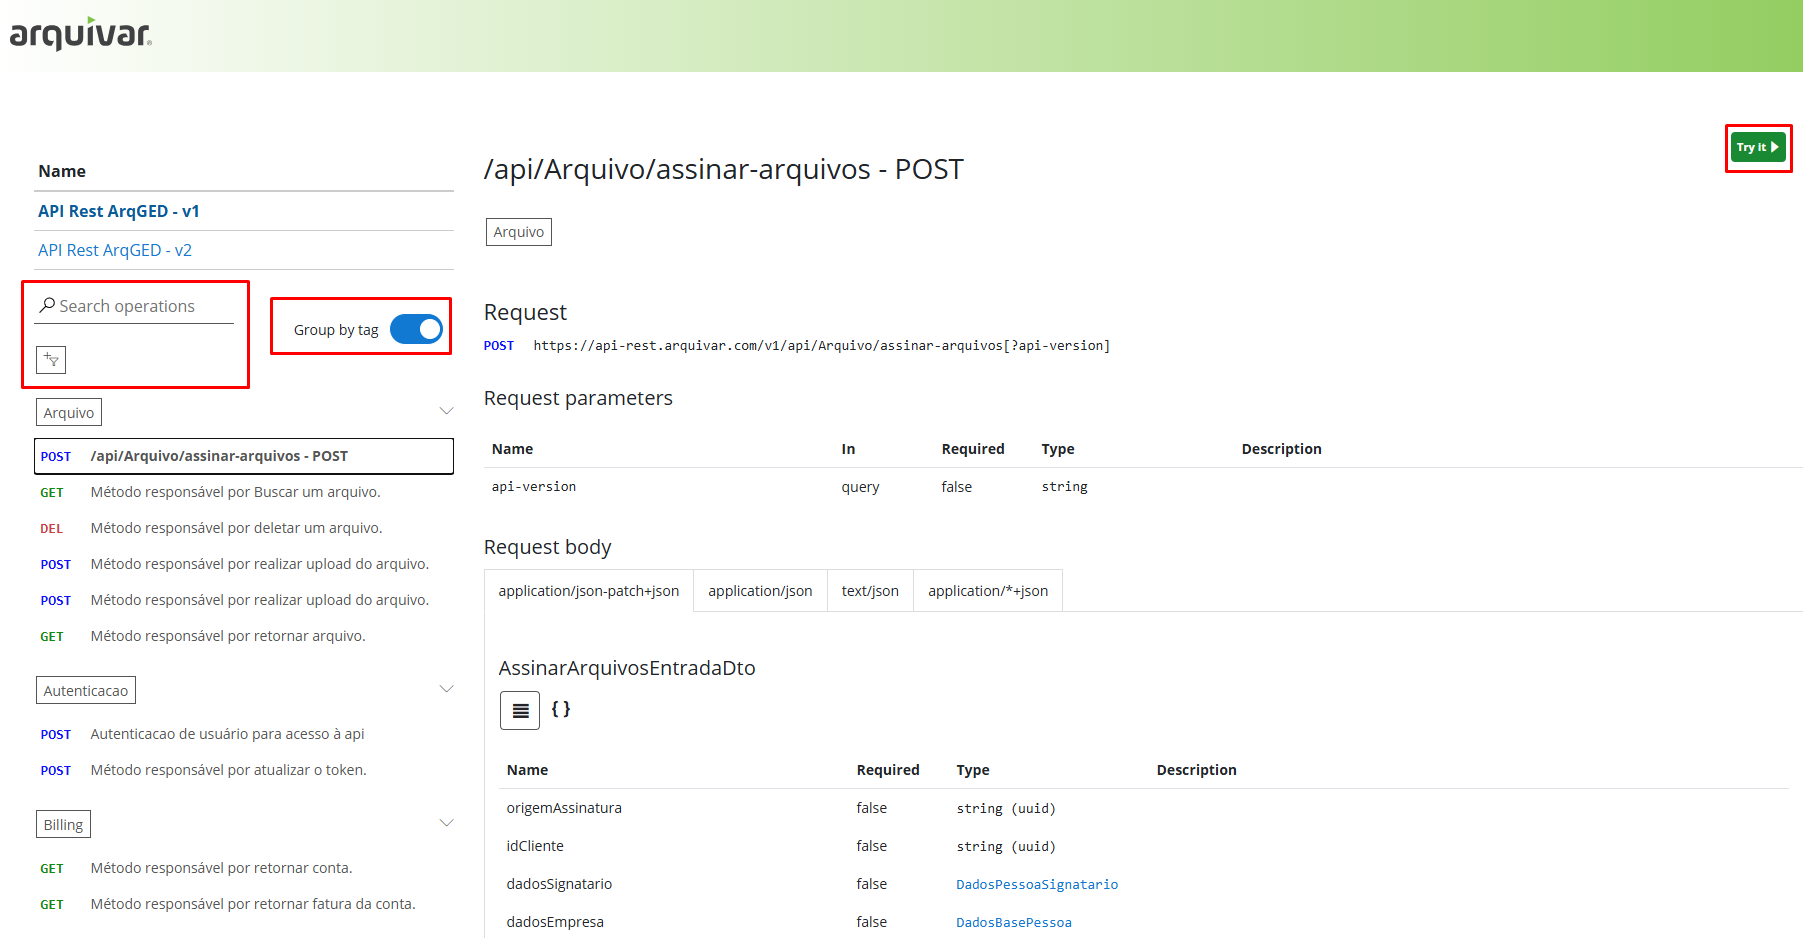 arquivar®
Name
API Rest ArqGED - v1
API Rest ArqGED - v2
Search operations
Group by tag
Arquivo
POST /api/Arquivo/assinar-arquivos - POST
GET Método responsável por Buscar um arquivo.
DEL Método responsável por deletar um arquivo.
POST Método responsável por realizar upload do arquivo.
POST Método responsável por realizar upload do arquivo.
GET Método responsável por retornar arquivo.
Autenticacao
POST Autenticacao de usuário para acesso à api
POST Método responsável por atualizar o token.
Billing
GET Método responsável por retornar conta.
GET Método responsável por retornar fatura da conta.
Try it
/api/Arquivo/assinar-arquivos - POST
Arquivo
Request
POST https://api-rest.arquivar.com/v1/api/Arquivo/assinar-arquivos[?api-version]
Request parameters
Name In Required Type Description
api-version query false string
Request body
application/json-patch+json application/json text/json application/*+json
AssinarArquivosEntradaDto
{ }
Name Required Type Description
origemAssinatura false string (uuid)
idCliente false string (uuid)
dadosSignatario false DadosPessoaSignatario
dadosEmpresa false DadosBasePessoa